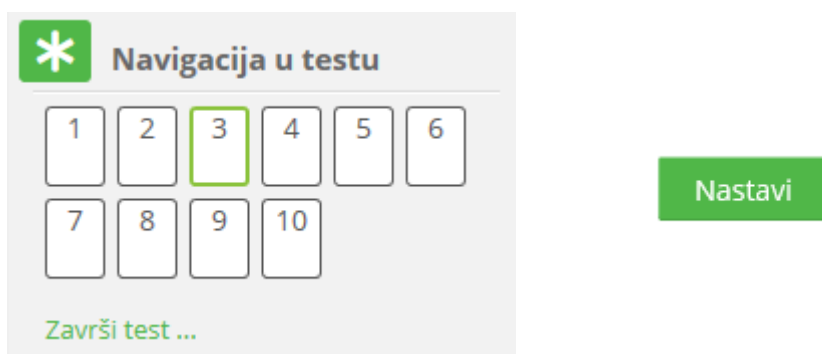 Navigacija u testu
1 2 3 4 5 6
7 8 9 10
Završi test ...
Nastavi